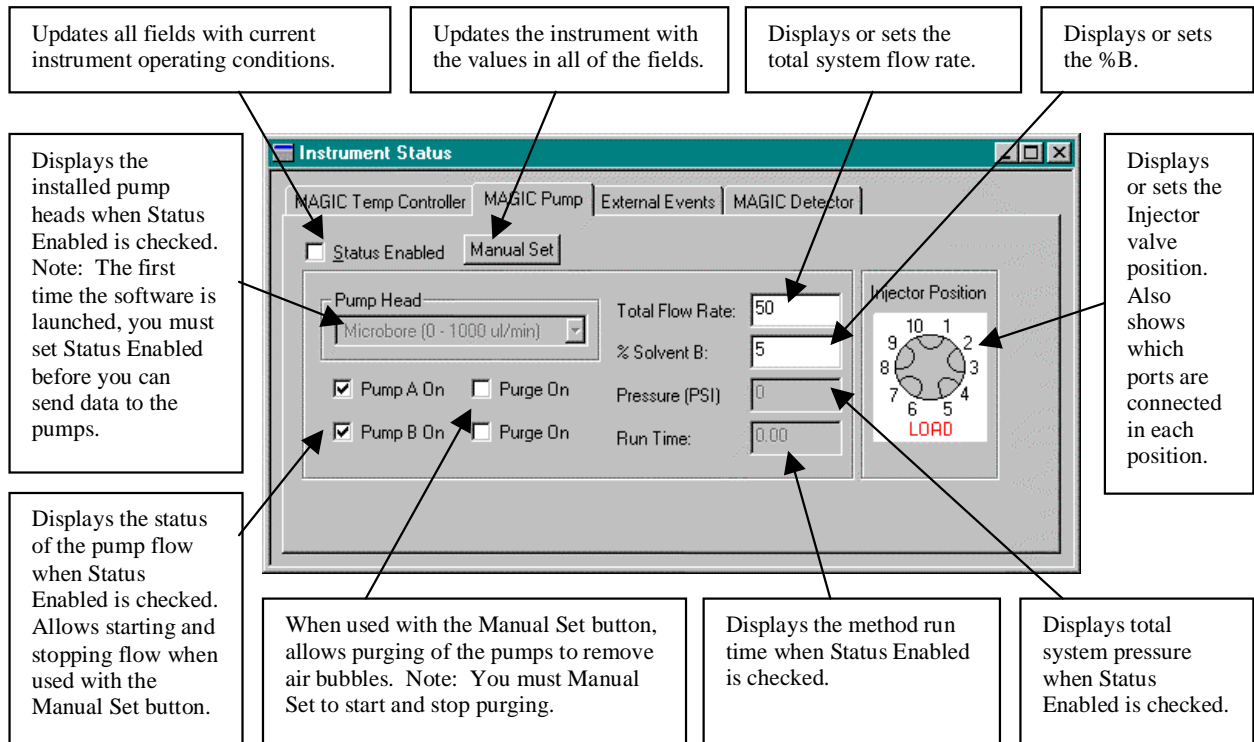 Updates all fields with current
instrument operating conditions.
Updates the instrument with
the values in all of the fields.
Displays or sets the
total system flow rate.
Displays or sets
the %B.
Displays the
installed pump
heads when Status
Enabled is checked.
Note: The first
time the software is
launched, you must
set Status Enabled
before you can
send data to the
pumps.
Instrument Status
MAGIC Temp Controller
MAGIC Pump
External Events
MAGIC Detector
Status Enabled
Manual Set
Pump Head
Microbore (0 - 1000 ul/min)
Pump A On
Purge On
Pump B On
Purge On
Total Flow Rate:
50
% Solvent B:
5
Pressure (PSI)
0
Run Time:
0.00
Injector Position
10 1
9 2
8 3
7 4
6 5
LOAD
Displays
or sets the
Injector
valve
position.
Also
shows
which
ports are
connected
in each
position.
Displays the status
of the pump flow
when Status
Enabled is checked.
Allows starting and
stopping flow when
used with the
Manual Set button.
When used with the Manual Set button,
allows purging of the pumps to remove
air bubbles. Note: You must Manual
Set to start and stop purging.
Displays the method run
time when Status Enabled
is checked.
Displays total
system pressure
when Status
Enabled is checked.